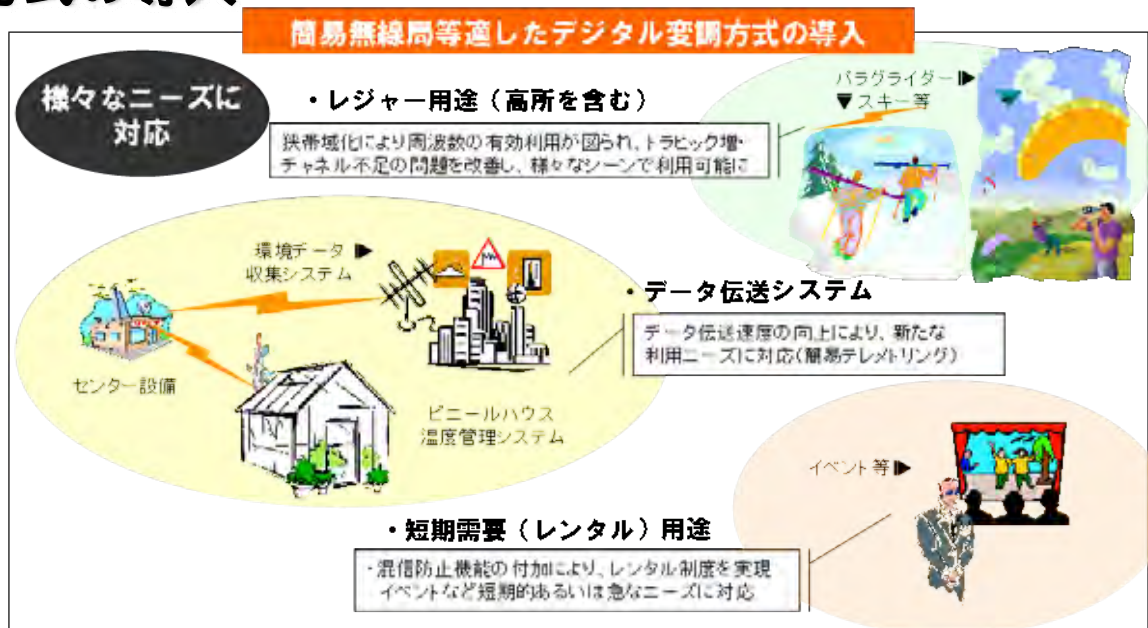 簡易無線局等適したデジタル変調方式の導入
様々なニーズに
対応
・レジャー用途（高所を含む）
狭帯域化により周波数の有効利用が図られ、トラヒック増・
チャネル不足の問題を改善し、様々なシーンで利用可能に
パラグライダー▶
▼スキー等
環境データ▶
収集システム
センター設備
ビニールハウス
温度管理システム
・データ伝送システム
データ伝送速度の向上により、新たな
利用ニーズに対応（簡易テレメトリング）
イベント等▶
・短期需要（レンタル）用途
・混信防止機能の付加により、レンタル制度を実現
イベントなど短期的あるいは急なニーズに対応